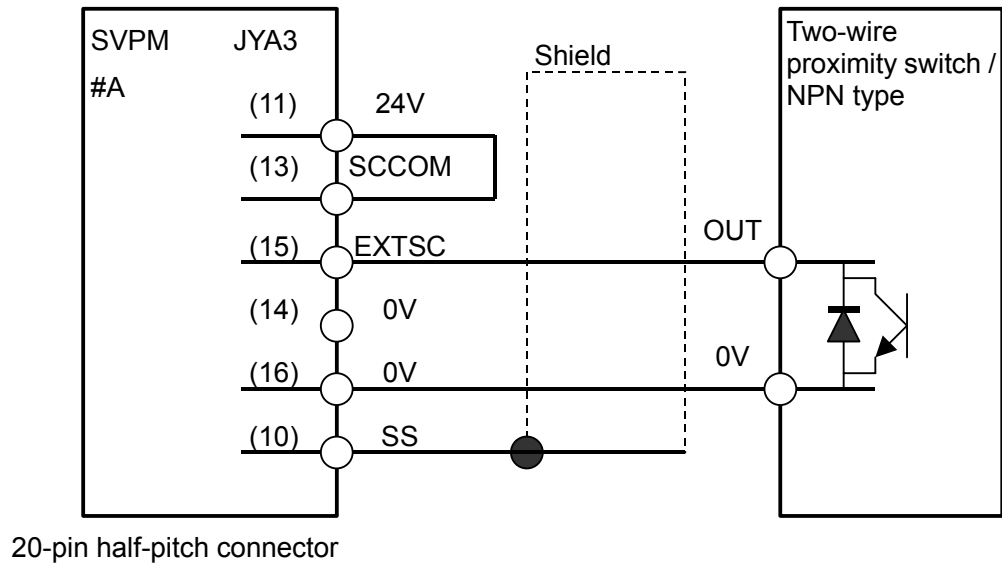 SVPM JYA3
#A
Shield
Two-wire
proximity switch /
NPN type
(11) 24V
(13) SCCOM
(15) EXTSC
OUT
(14) 0V
(16) 0V
0V
(10) SS
20-pin half-pitch connector